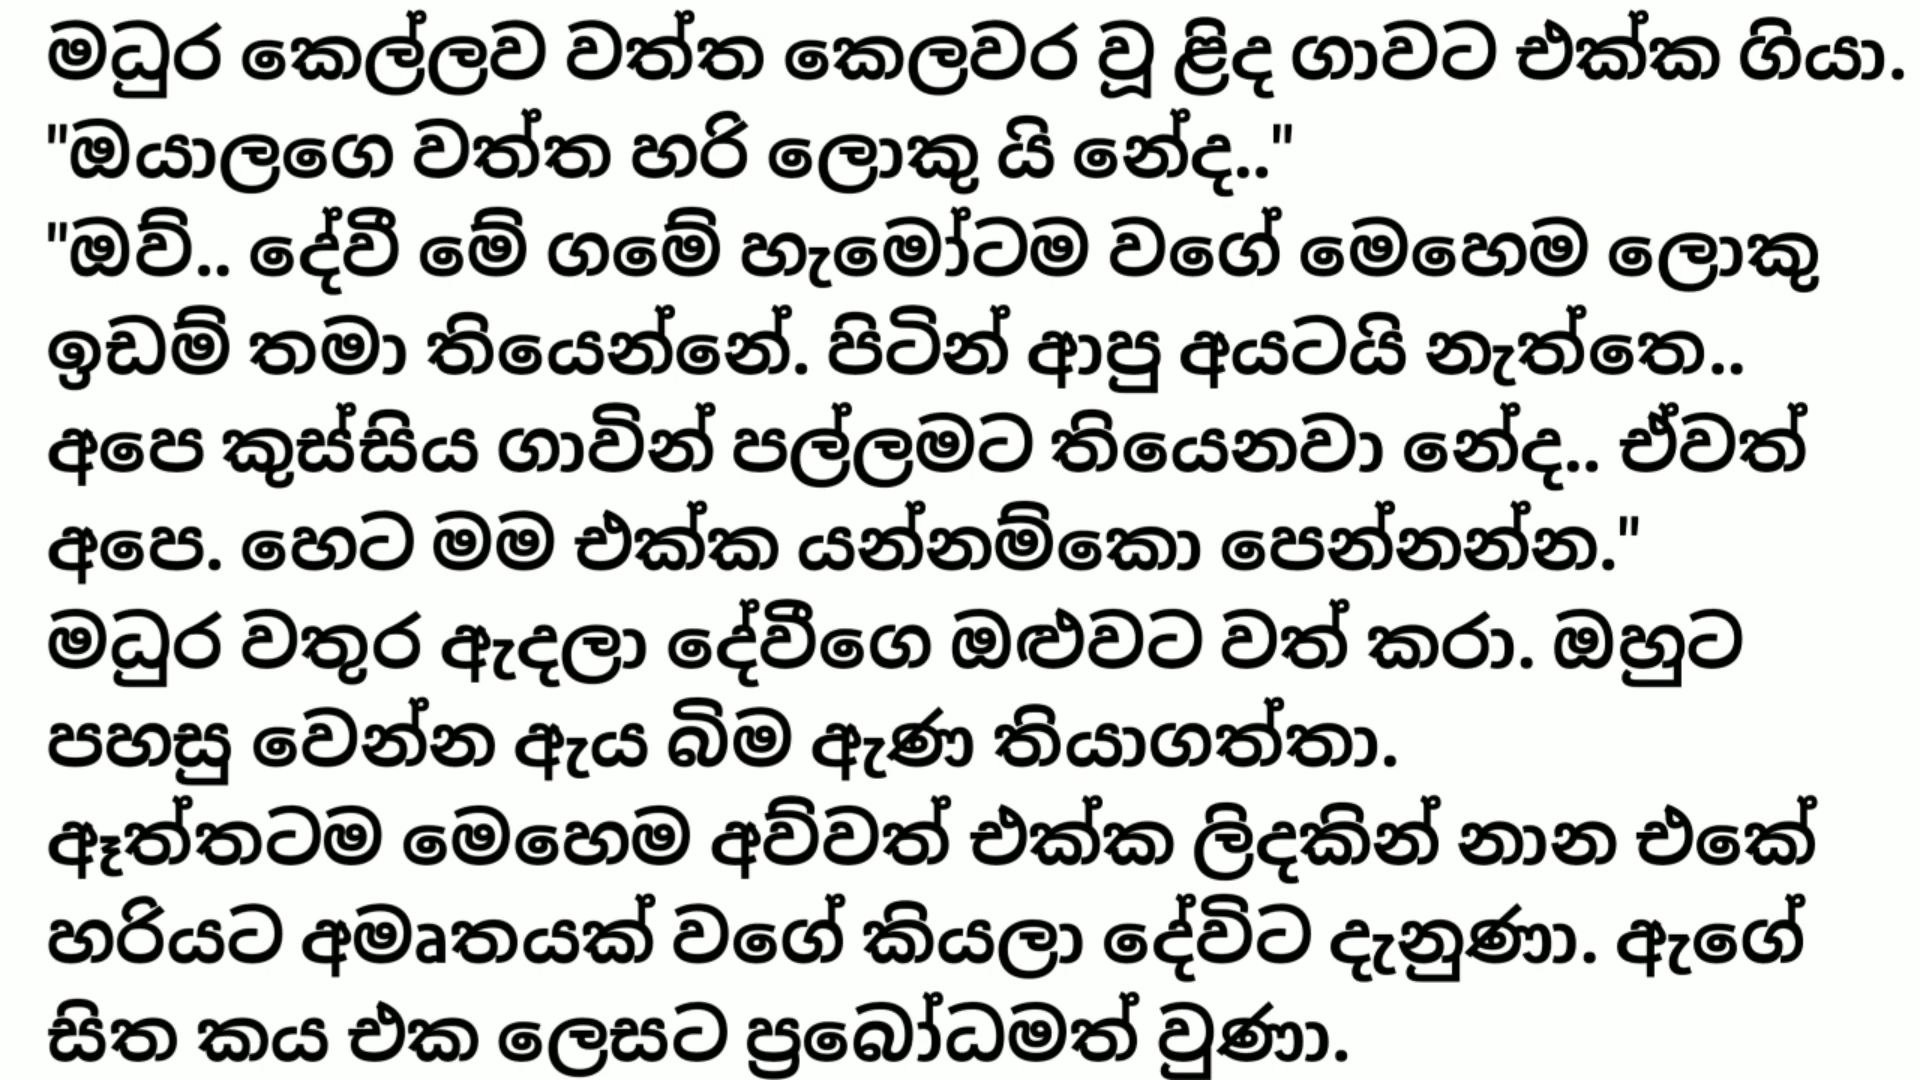 මධුර කෙල්ලව වත්ත කෙලවර වූ ළිද ගාවට එක්ක ගියා.
"ඔයාලගෙ වත්ත හරි ලොකු යි නේද.."
"ඔව්.. දේවී මේ ගමේ හැමෝටම වගේ මෙහෙම ලොකු
ඉඩම් තමා තියෙන්නේ. පිටින් ආපු අයටයි නැත්තෙ..
අපෙ කුස්සිය ගාවින් පල්ලමට තියෙනවා නේද.. ඒවත්
අපෙ. හෙට මම එක්ක යන්නම්කො පෙන්නන්න."
මධුර වතුර ඇදලා දේවීගෙ ඔළුවට වත් කරා. ඔහුට
පහසු වෙන්න ඇය බිම ඇණ තියාගත්තා.
ඈත්තටම මෙහෙම අව්වත් එක්ක ලිදකින් නාන එකේ
හරියට අමෘතයක් වගේ කියලා දේවිට දැනුණා. ඇගේ
සිත කය එක ලෙසට ප්‍රබෝධමත් වුණා.